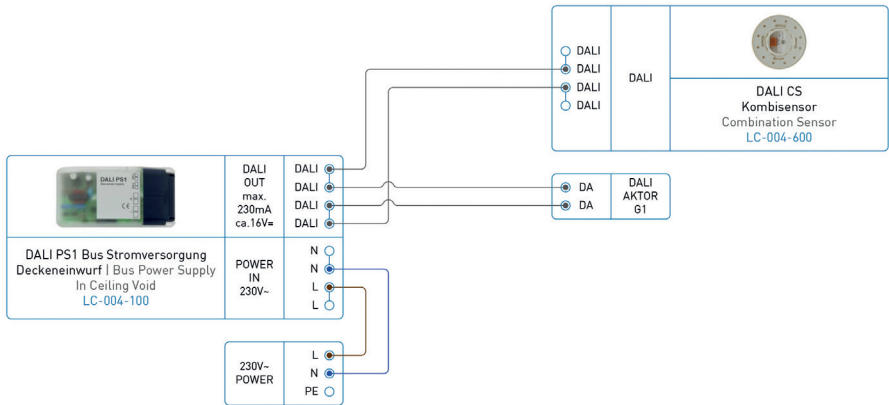 DALI
DALI
DALI
DALI
DALI
DALI CS
Kombisensor
Combination Sensor
LC-004-600
DALI PS1
DALI
OUT
max.
230mA
ca.16V=
DALI
DALI
DALI
DALI
DA
DA
DALI
AKTOR
G1
DALI PS1 Bus Stromversorgung
Deckeneinwurf | Bus Power Supply
In Ceiling Void
LC-004-100
POWER
IN
230V~
N
N
L
L
230V~
POWER
L
N
PE